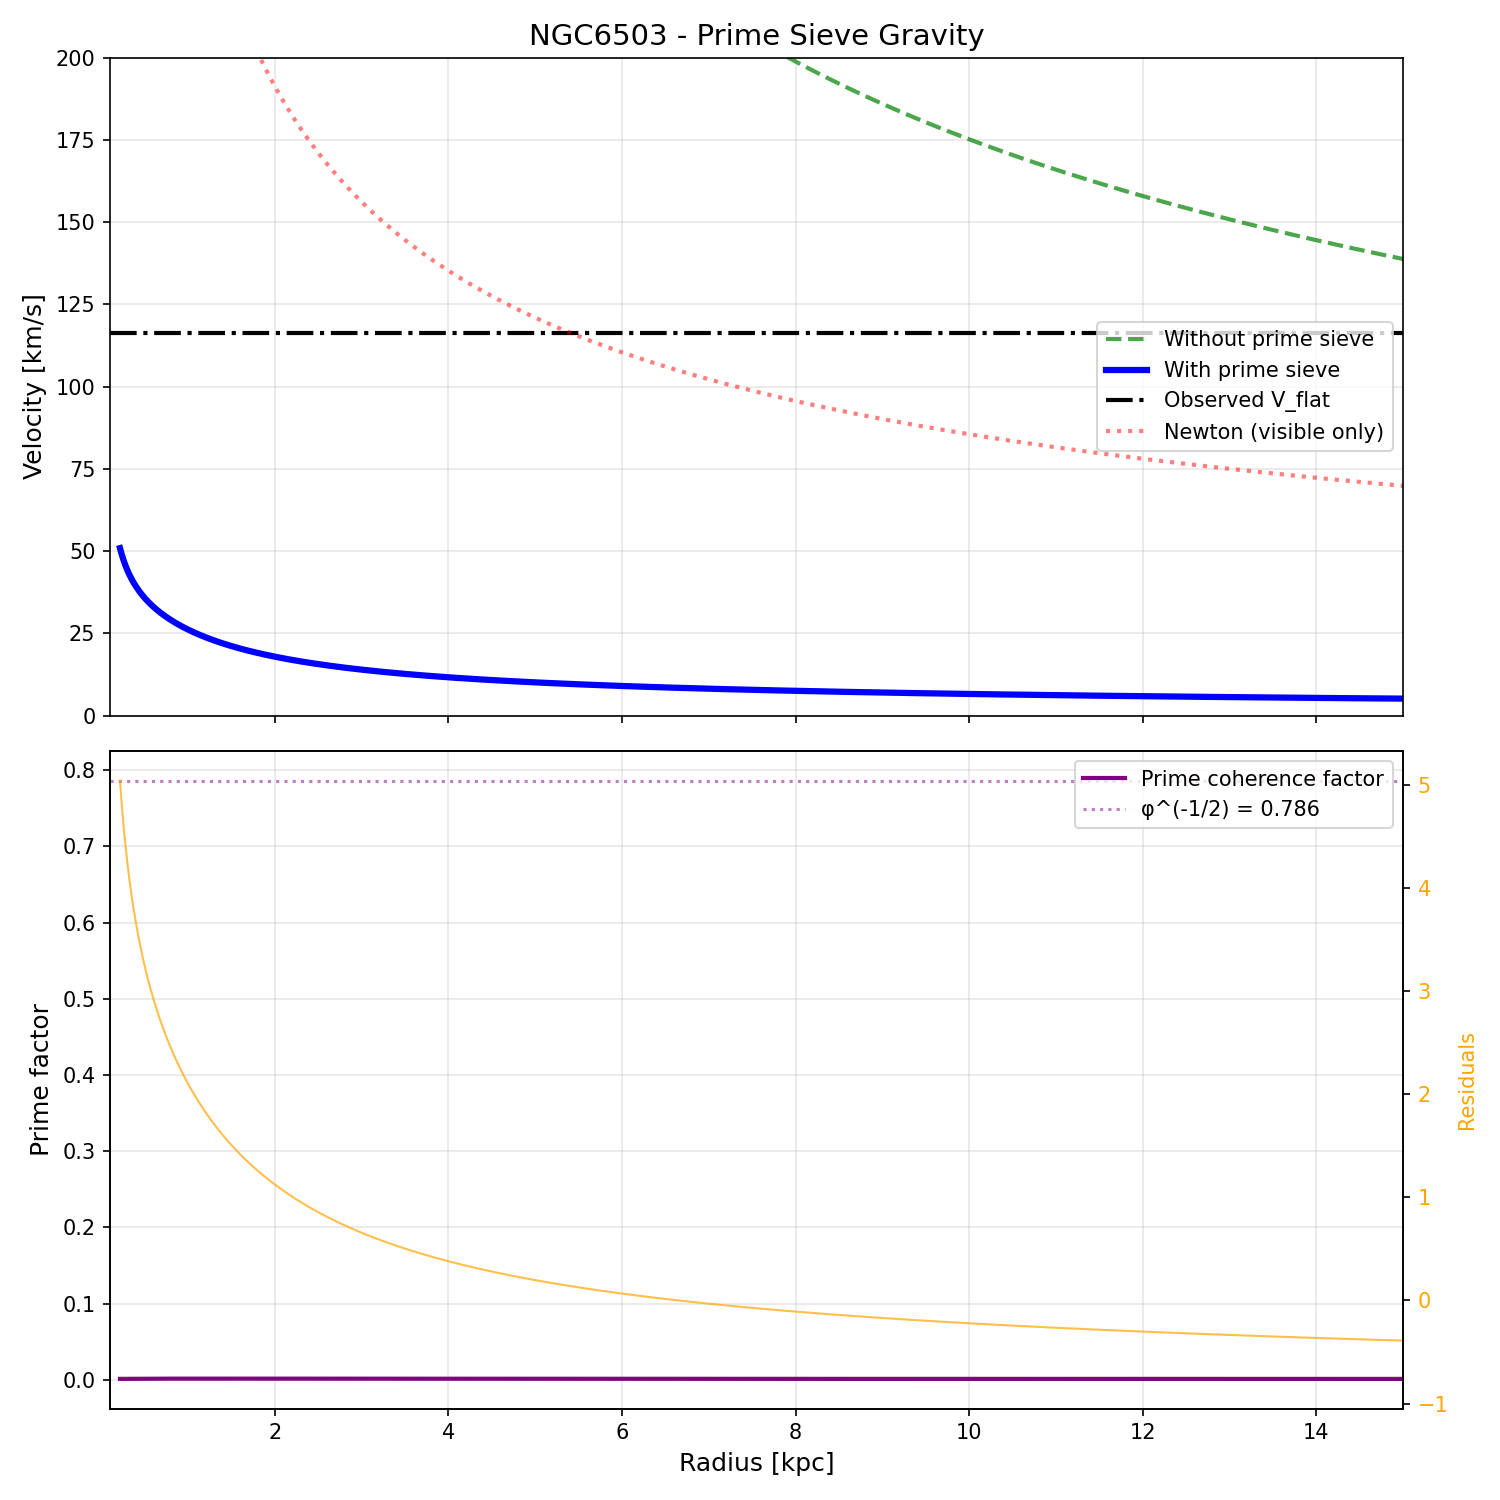 NGC6503 - Prime Sieve Gravity
200
175
150
125
100
75
50
25
0
Velocity [km/s]
Without prime sieve
With prime sieve
Observed V_flat
Newton (visible only)
0.8
0.7
0.6
0.5
0.4
0.3
0.2
0.1
0.0
Prime factor
Prime coherence factor
φ^(-1/2) = 0.786
5
4
3
2
1
0
−1
Residuals
2 4 6 8 10 12 14
Radius [kpc]